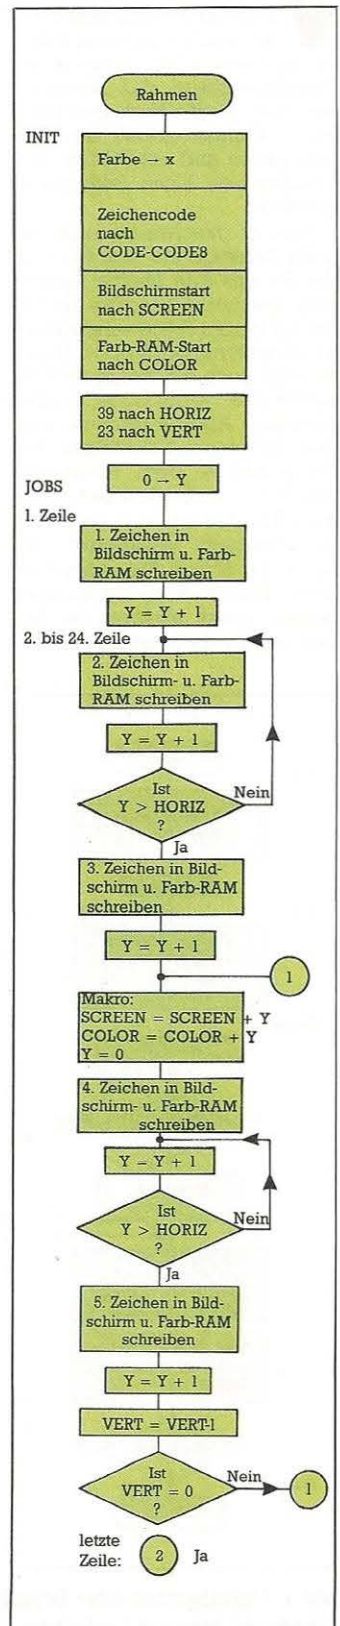 Rahmen
INIT
Farbe → x
Zeichencode
nach
CODE-CODE8
Bildschirmstart
nach SCREEN
Farb-RAM-Start
nach COLOR
39 nach HORIZ
23 nach VERT
0 → Y
JOBS
1. Zeile
1. Zeichen in
Bildschirm u. Farb-
RAM schreiben
Y = Y + 1
2. bis 24. Zeile
2. Zeichen in
Bildschirm- u. Farb-
RAM schreiben
Y = Y + 1
Ist
Y > HORIZ
?
Nein
Ja
3. Zeichen in Bild-
schirm u. Farb-RAM
schreiben
Y = Y + 1
1
Makro:
SCREEN = SCREEN + Y
COLOR = COLOR + Y
Y = 0
4. Zeichen in Bild-
schirm- u. Farb-RAM
schreiben
Y = Y + 1
Ist
Y > HORIZ
?
Nein
Ja
5. Zeichen in Bild-
schirm u. Farb-RAM
schreiben
Y = Y + 1
VERT = VERT-1
Ist
VERT = 0
?
Nein
1
letzte
Zeile:
2
Ja